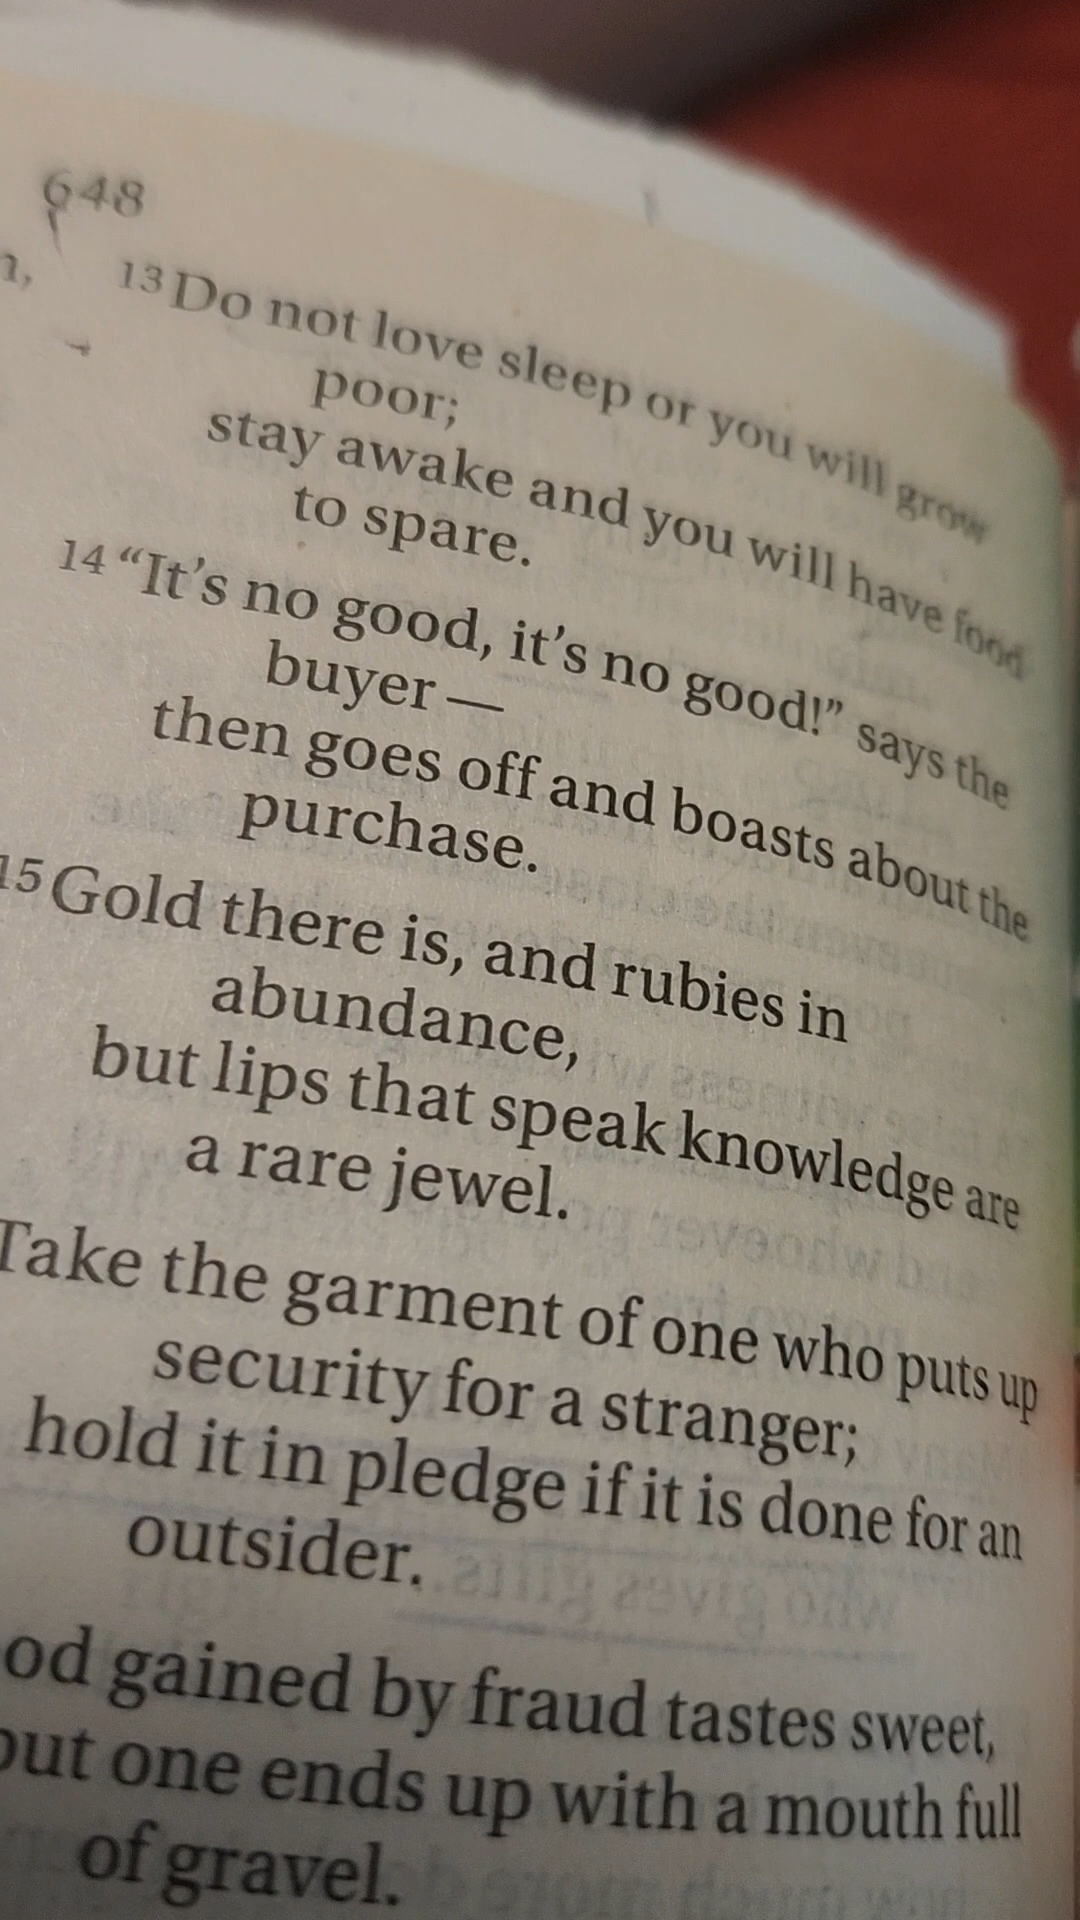 648
n,
13 Do not love sleep or you will grow
poor;
stay awake and you will have food
to spare.
14 “It’s no good, it’s no good!” says the
buyer—
then goes off and boasts about the
purchase.
15 Gold there is, and rubies in
abundance,
but lips that speak knowledge are
a rare jewel.
Take the garment of one who puts up
security for a stranger;
hold it in pledge if it is done for an
outsider.
od gained by fraud tastes sweet,
but one ends up with a mouth full
of gravel.